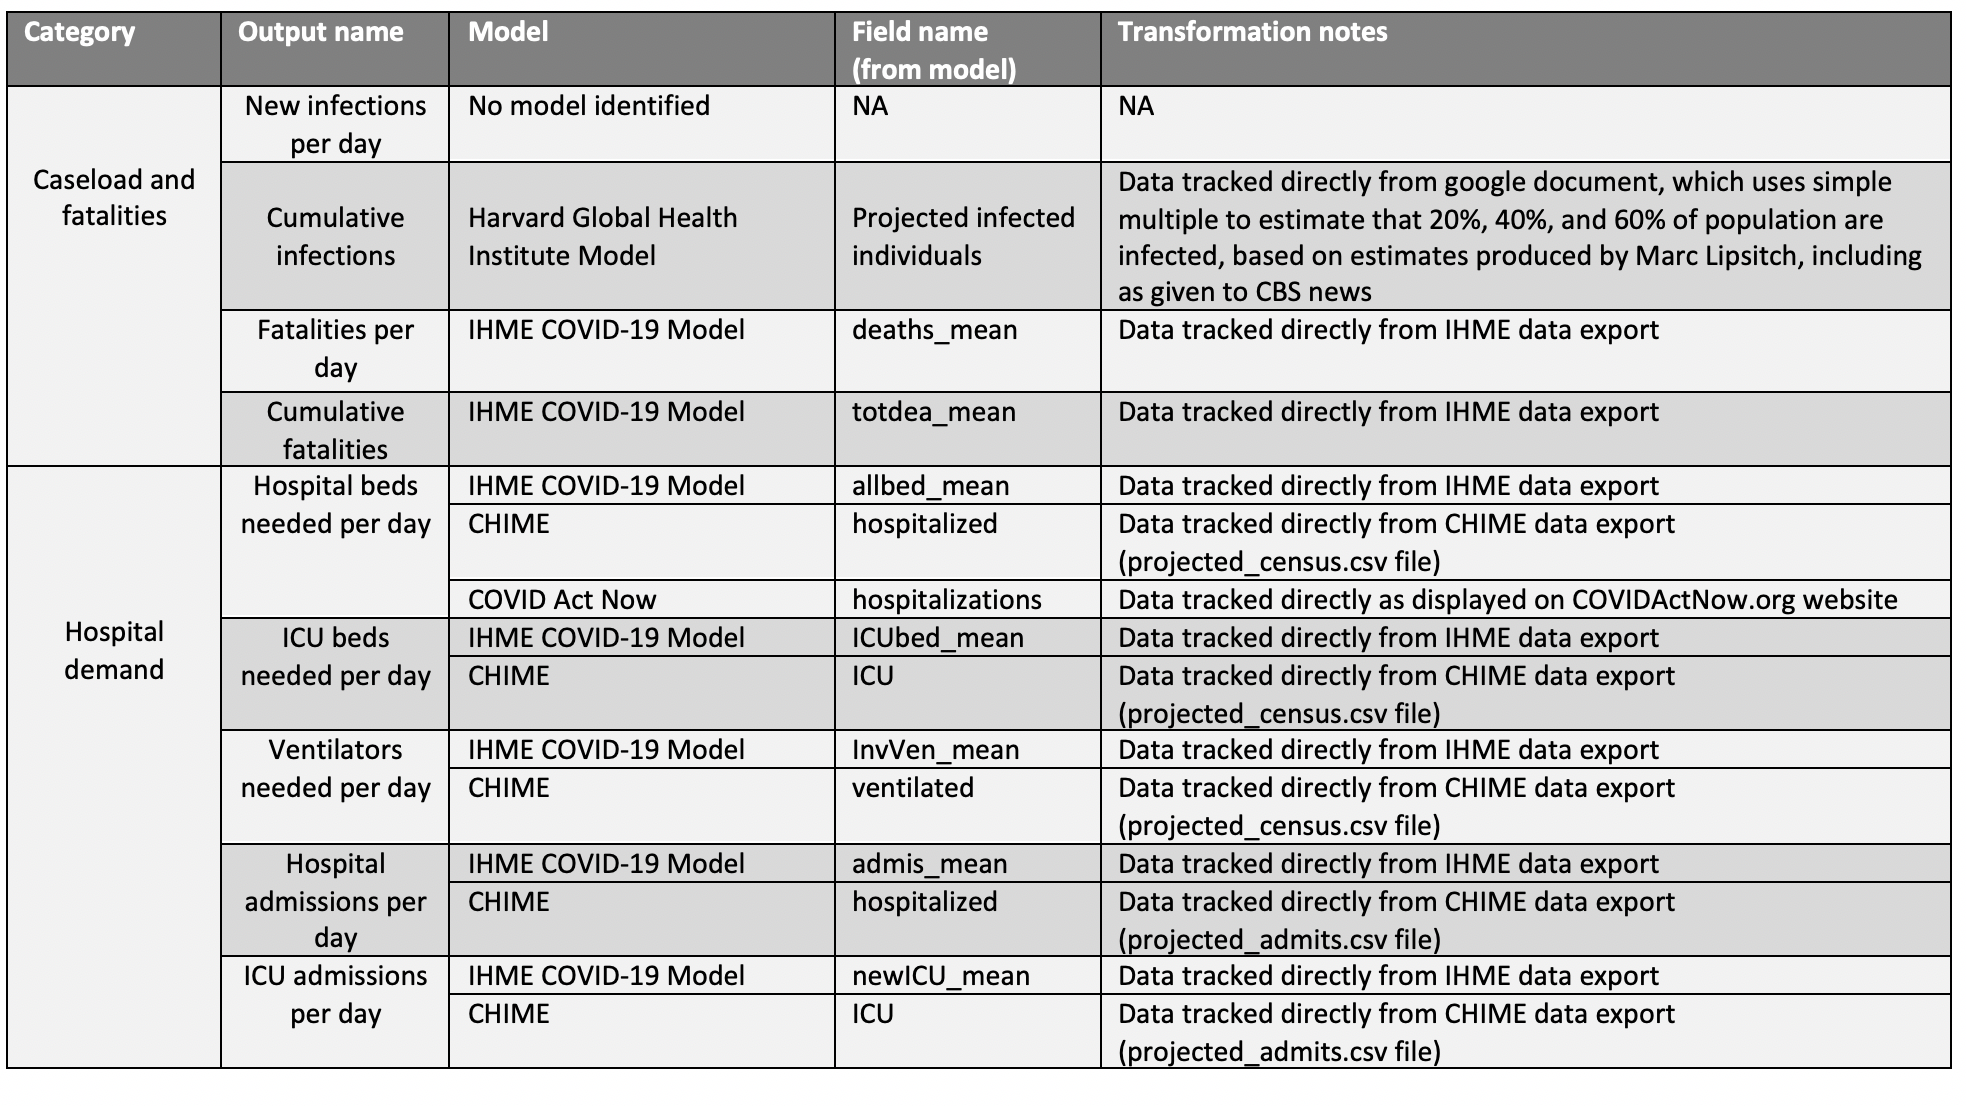 Category
Output name
Model
Field name
(from model)
Transformation notes
Caseload and
fatalities
New infections
per day
No model identified
NA
NA
Cumulative
infections
Harvard Global Health
Institute Model
Projected infected
individuals
Data tracked directly from google document, which uses simple
multiple to estimate that 20%, 40%, and 60% of population are
infected, based on estimates produced by Marc Lipsitch, including
as given to CBS news
Fatalities per
day
IHME COVID-19 Model
deaths_mean
Data tracked directly from IHME data export
Cumulative
fatalities
IHME COVID-19 Model
totdea_mean
Data tracked directly from IHME data export
Hospital
demand
Hospital beds
needed per day
IHME COVID-19 Model
allbed_mean
Data tracked directly from IHME data export
CHIME
hospitalized
Data tracked directly from CHIME data export
(projected_census.csv file)
COVID Act Now
hospitalizations
Data tracked directly as displayed on COVIDActNow.org website
ICU beds
needed per day
IHME COVID-19 Model
ICUbed_mean
Data tracked directly from IHME data export
CHIME
ICU
Data tracked directly from CHIME data export
(projected_census.csv file)
Ventilators
needed per day
IHME COVID-19 Model
InvVen_mean
Data tracked directly from IHME data export
CHIME
ventilated
Data tracked directly from CHIME data export
(projected_census.csv file)
Hospital
admissions per
day
IHME COVID-19 Model
admis_mean
Data tracked directly from IHME data export
CHIME
hospitalized
Data tracked directly from CHIME data export
(projected_admits.csv file)
ICU admissions
per day
IHME COVID-19 Model
newICU_mean
Data tracked directly from IHME data export
CHIME
ICU
Data tracked directly from CHIME data export
(projected_admits.csv file)